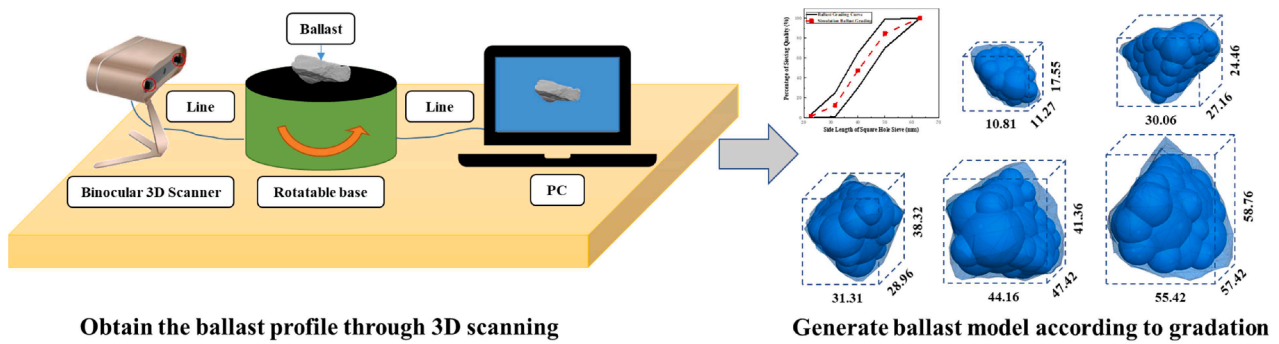 Ballast
Line
Line
Binocular 3D Scanner
Rotatable base
PC
Obtain the ballast profile through 3D scanning
Percentage of Sieving Quality (%)
Ballast Grading Sieve
Simulation Ballast Grading
Side Length of Square Hole Sieve (mm)
10.81
11.27
17.55
30.06
27.16
24.46
31.31
28.96
38.32
44.16
47.42
41.36
55.42
57.42
58.76
Generate ballast model according to gradation